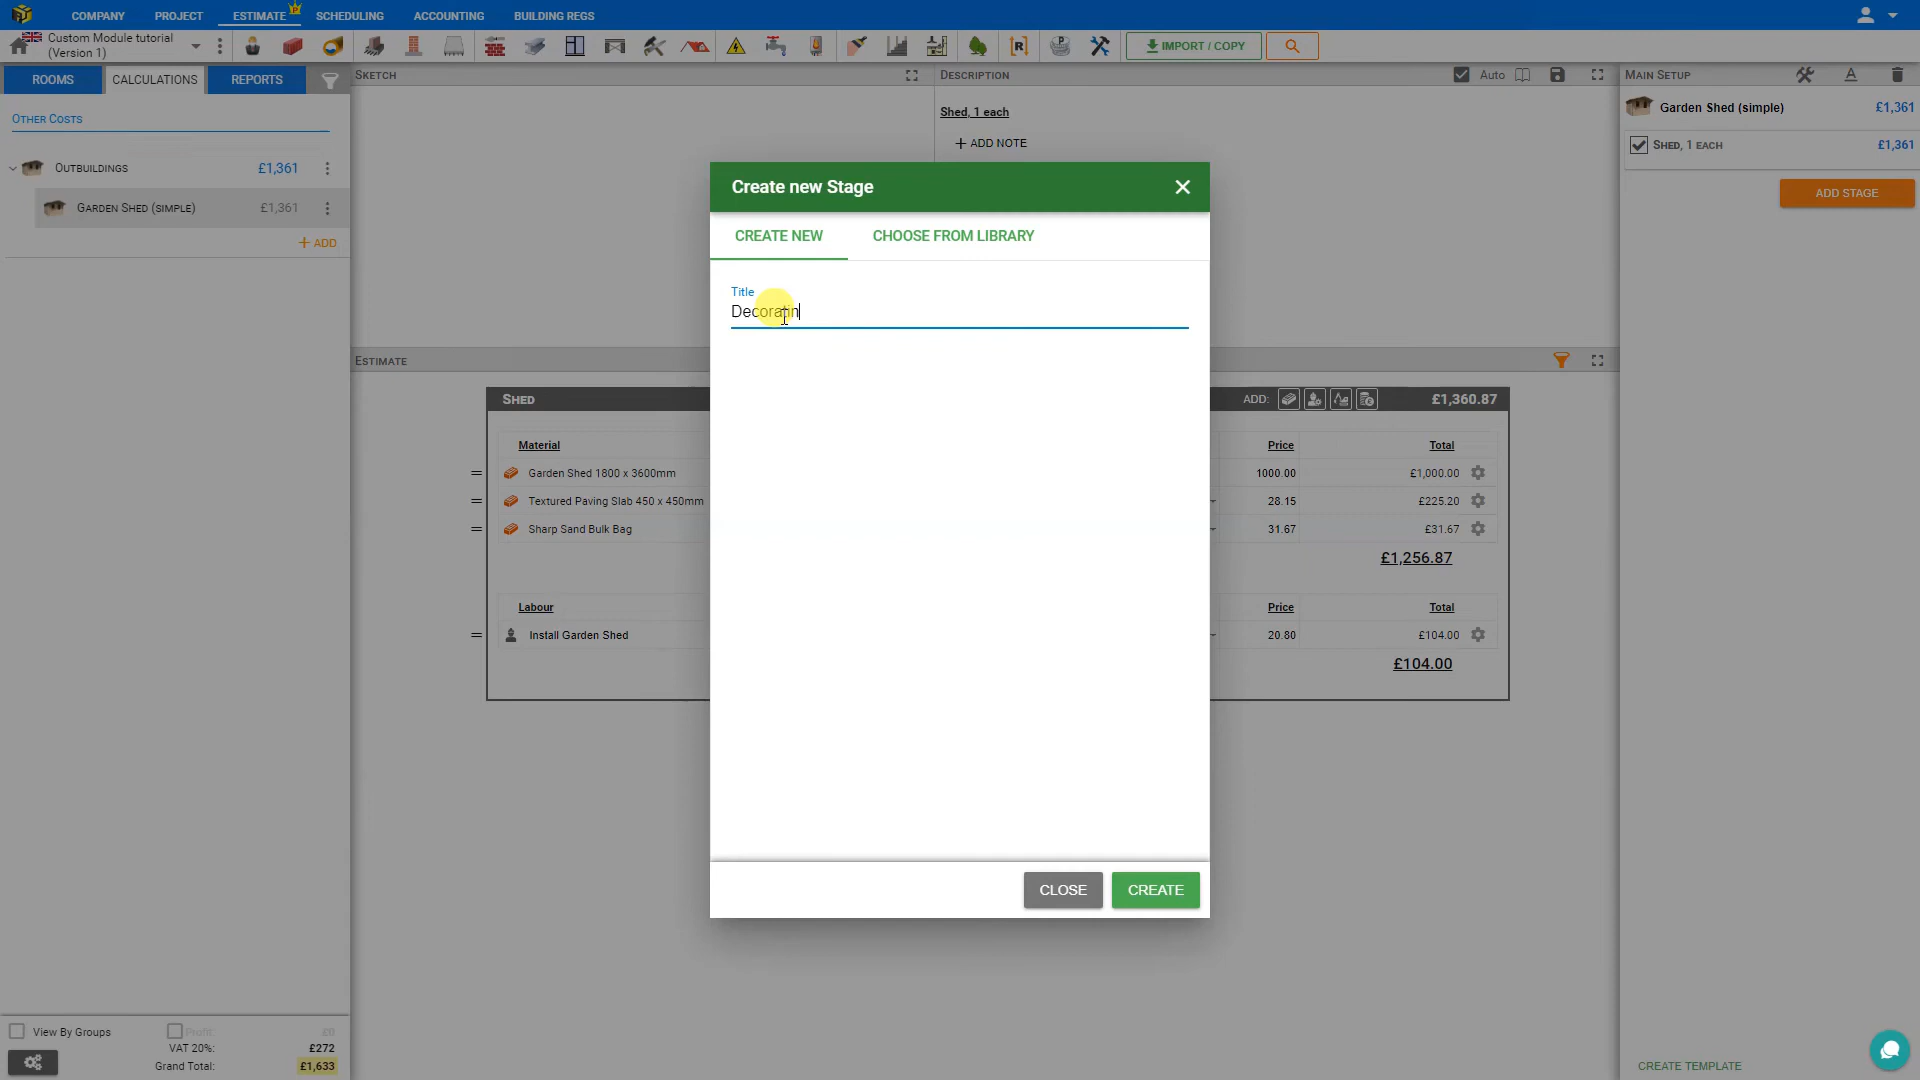 COMPANY PROJECT ESTIMATE SCHEDULING ACCOUNTING BUILDING REGS
Custom Module tutorial
(Version 1)
IMPORT / COPY
ROOMS CALCULATIONS REPORTS
OTHER COSTS
OUTBUILDINGS £1,361
GARDEN SHED (SIMPLE) £1,361
+ ADD
SKETCH
DESCRIPTION
Auto
Shed, 1 each
+ ADD NOTE
MAIN SETUP
Garden Shed (simple) £1,361
SHED, 1 EACH £1,361
ADD STAGE
Create new Stage
CREATE NEW CHOOSE FROM LIBRARY
Title
Decoratin
CLOSE CREATE
ESTIMATE
SHED ADD: £1,360.87
Material Price Total
Garden Shed 1800 x 3600mm 1000.00 £1,000.00
Textured Paving Slab 450 x 450mm 28.15 £225.20
Sharp Sand Bulk Bag 31.67 £31.67
£1,256.87
Labour Price Total
Install Garden Shed 20.80 £104.00
£104.00
View By Groups Profit: £0
VAT 20%: £272
Grand Total: £1,633
CREATE TEMPLATE